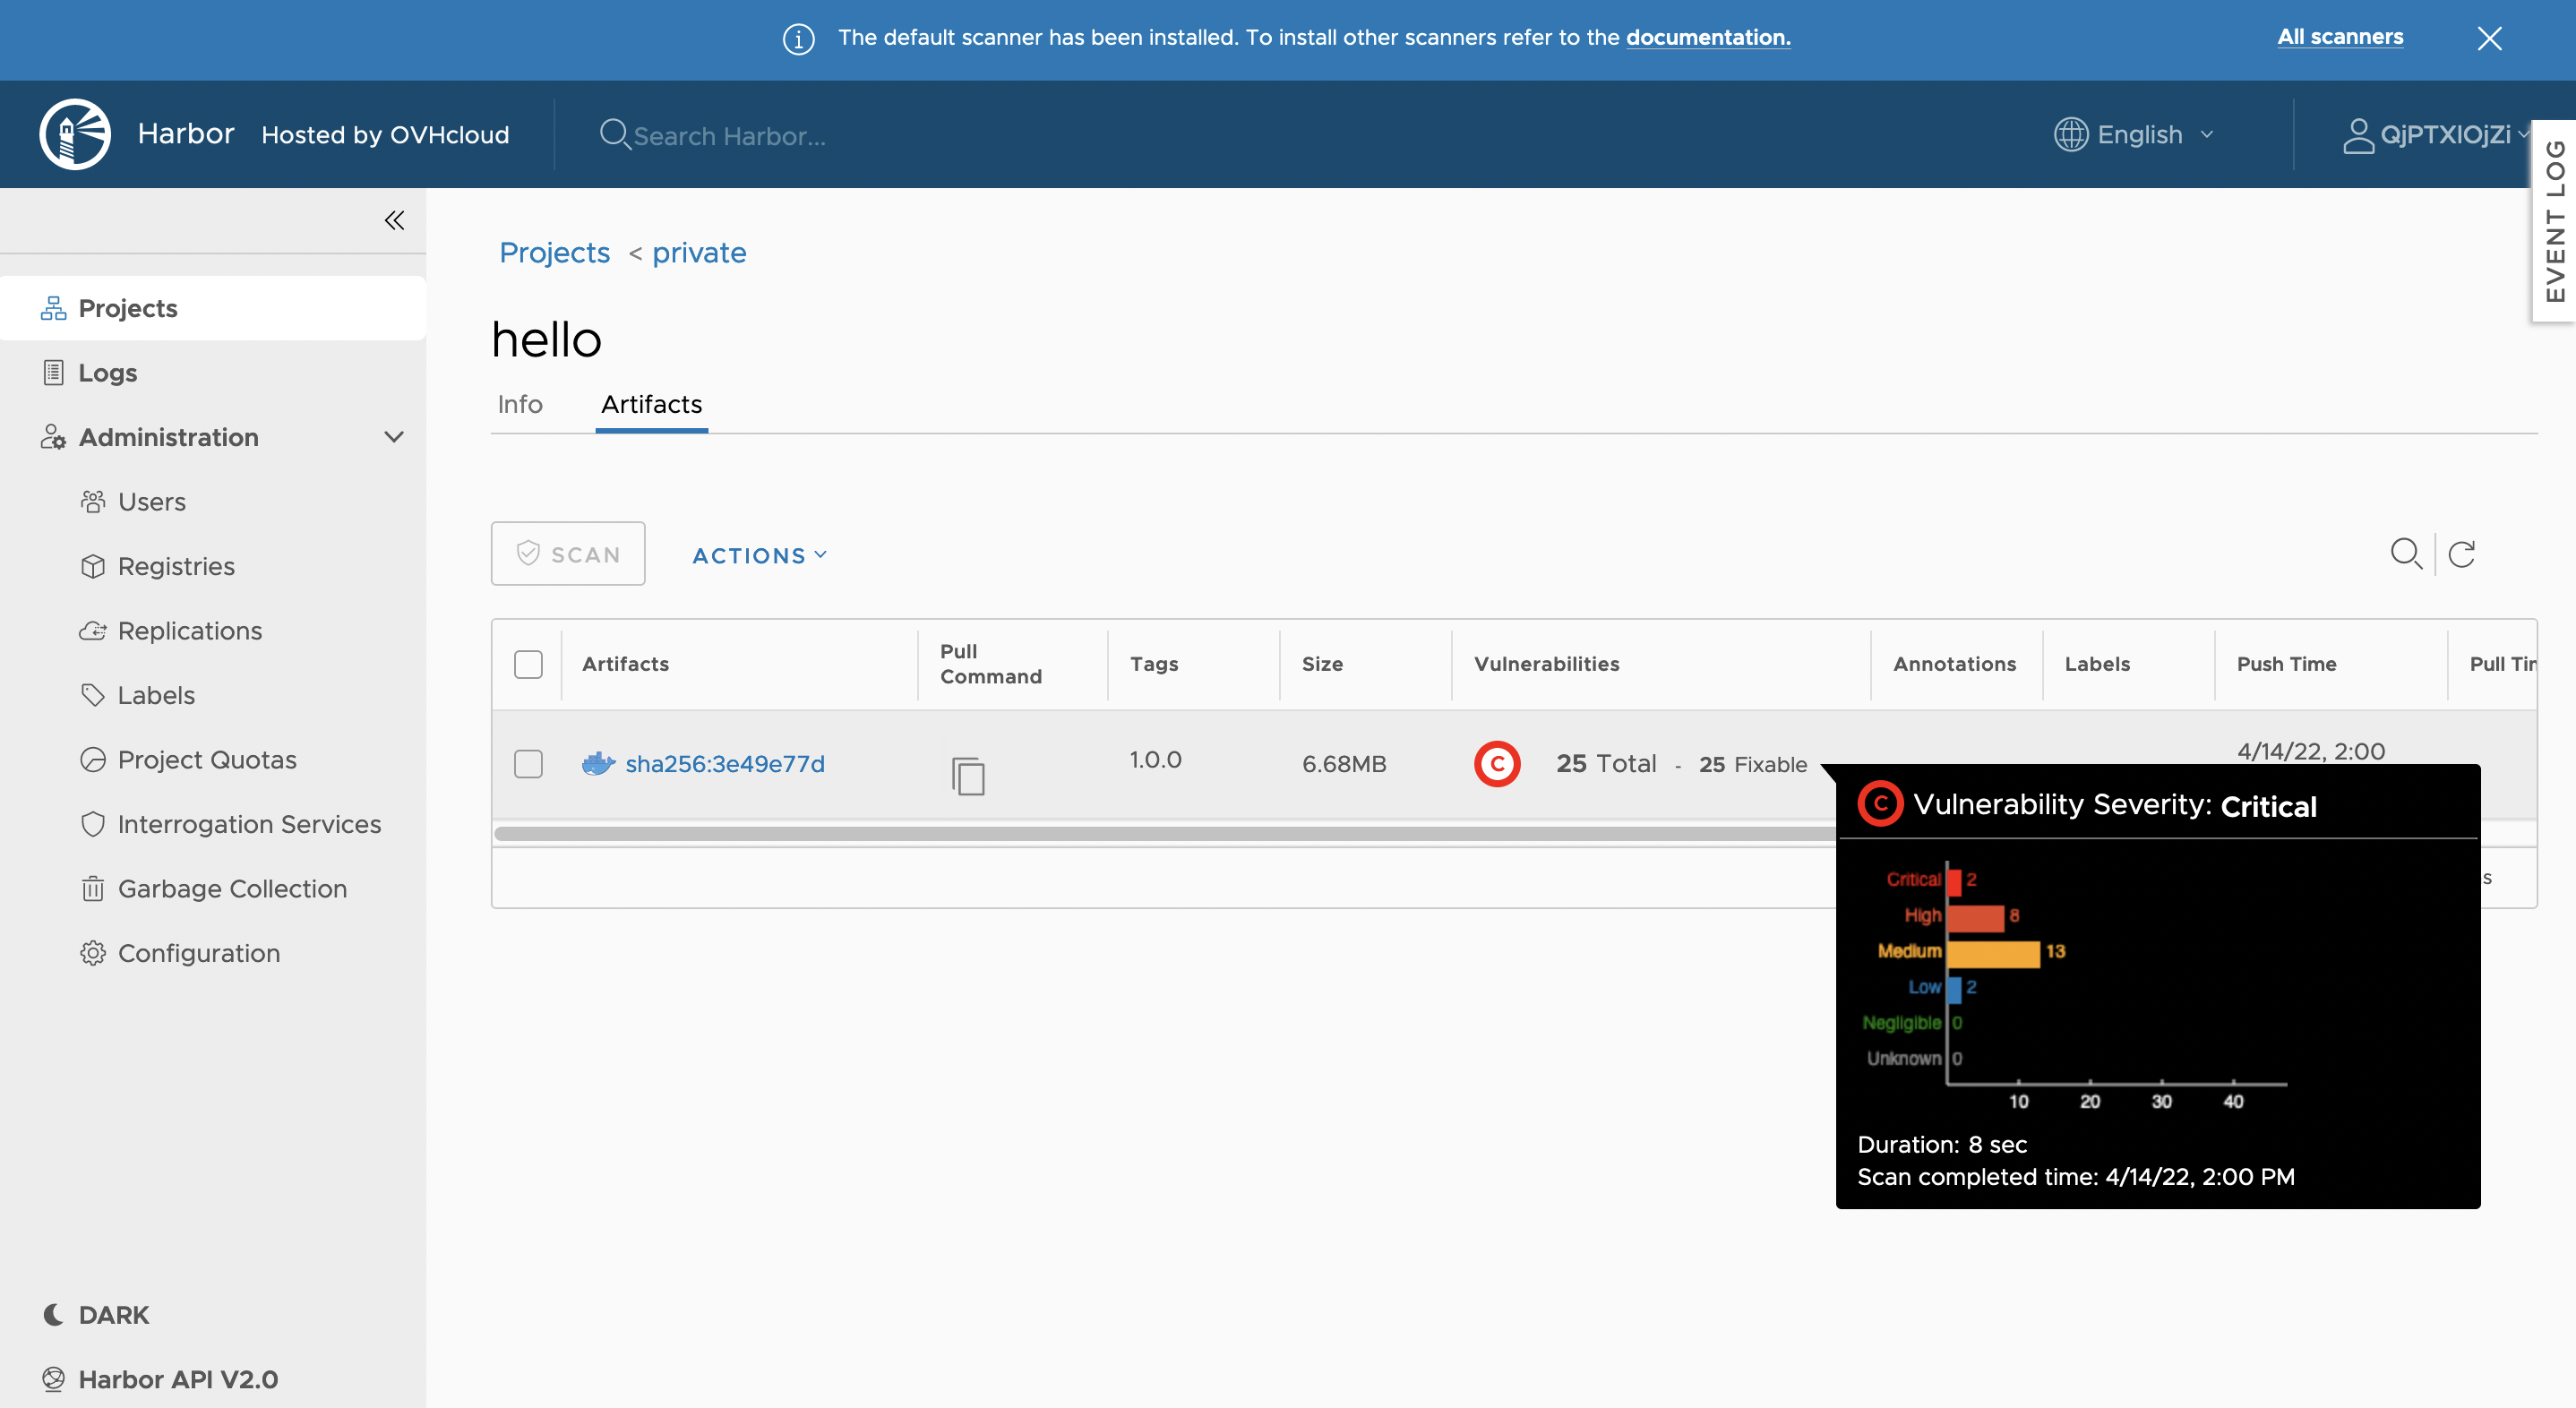 The default scanner has been installed. To install other scanners refer to the documentation.
All scanners
Harbor Hosted by OVHcloud
Search Harbor...
English
QjPTXlOjZi
EVENT LOG
Projects < private
hello
Info
Artifacts
Projects
Logs
Administration
Users
Registries
Replications
Labels
Project Quotas
Interrogation Services
Garbage Collection
Configuration
DARK
Harbor API V2.0
SCAN
ACTIONS
Artifacts
Pull
Command
Tags
Size
Vulnerabilities
Annotations
Labels
Push Time
Pull Tim
sha256:3e49e77d
1.0.0
6.68MB
C
25 Total - 25 Fixable
4/14/22, 2:00
C Vulnerability Severity: Critical
Critical 2
High 8
Medium 13
Low 2
Negligible 0
Unknown 0
10 20 30 40
Duration: 8 sec
Scan completed time: 4/14/22, 2:00 PM
s